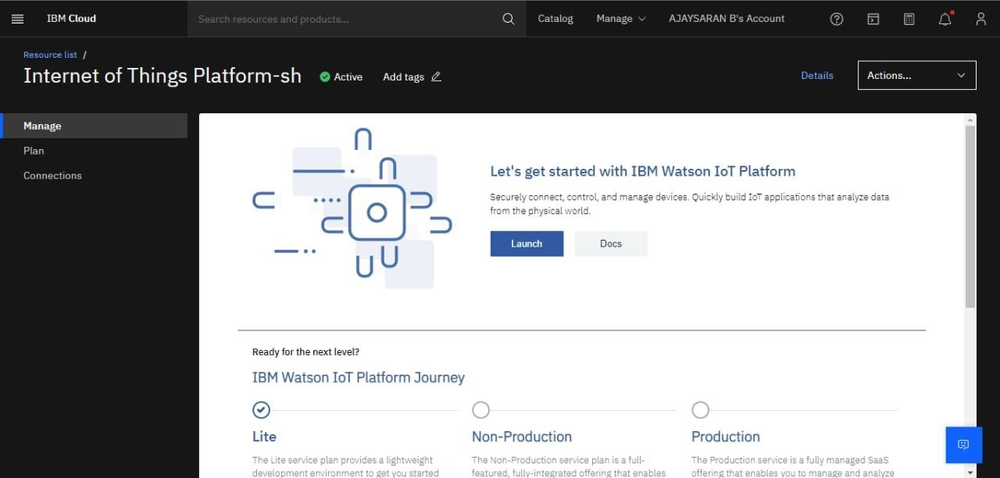 IBM Cloud
Search resources and products...
Catalog
Manage
AJAYSARAN B's Account
Resource list /
Internet of Things Platform-sh
Active
Add tags
Details
Actions...
Manage
Plan
Connections
Let's get started with IBM Watson IoT Platform
Securely connect, control, and manage devices. Quickly build IoT applications that analyze data
from the physical world.
Launch
Docs
Ready for the next level?
IBM Watson IoT Platform Journey
Lite
The Lite service plan provides a lightweight
development environment to get you started
Non-Production
The Non-Production service plan is a full-
featured, fully-integrated offering that enables
Production
The Production service is a fully managed SaaS
offering that enables you to manage and analyze